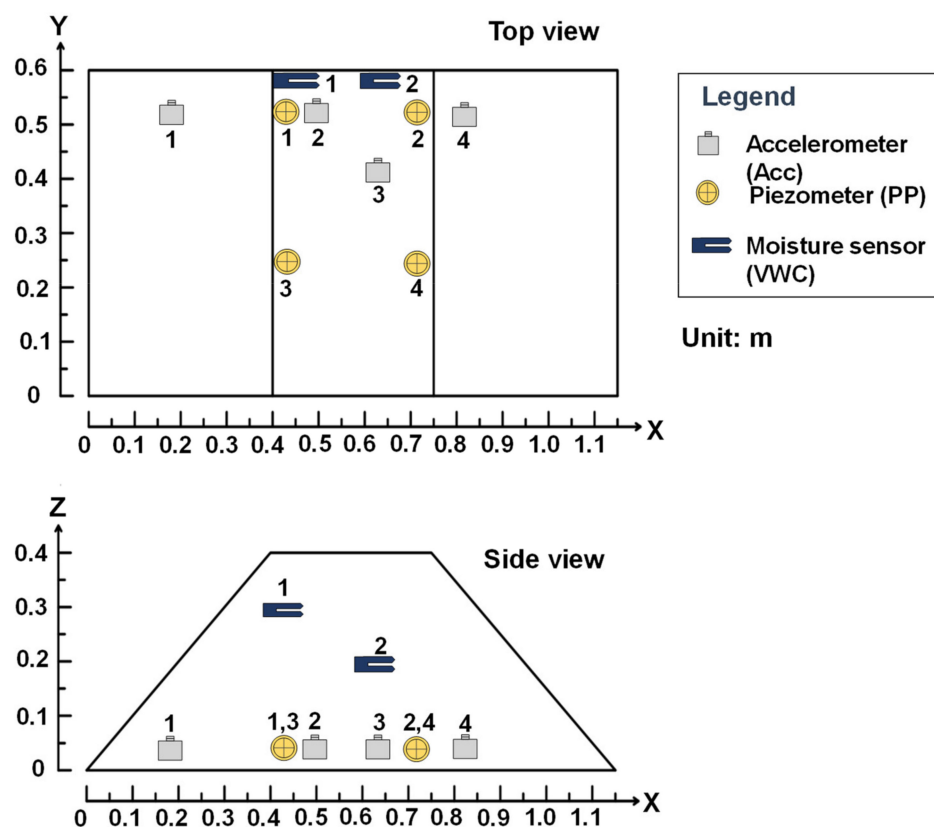 Y
Top view
0.6
0.5
0.4
0.3
0.2
0.1
0
1
2
1
1
2
2
4
3
3
4
0 0.1 0.2 0.3 0.4 0.5 0.6 0.7 0.8 0.9 1.0 1.1
X
Legend
Accelerometer
(Acc)
Piezometer (PP)
Moisture sensor
(VWC)
Unit: m
Z
Side view
0.4
0.3
0.2
0.1
0
1
2
1
1,3
2
3
2,4
4
0 0.1 0.2 0.3 0.4 0.5 0.6 0.7 0.8 0.9 1.0 1.1
X